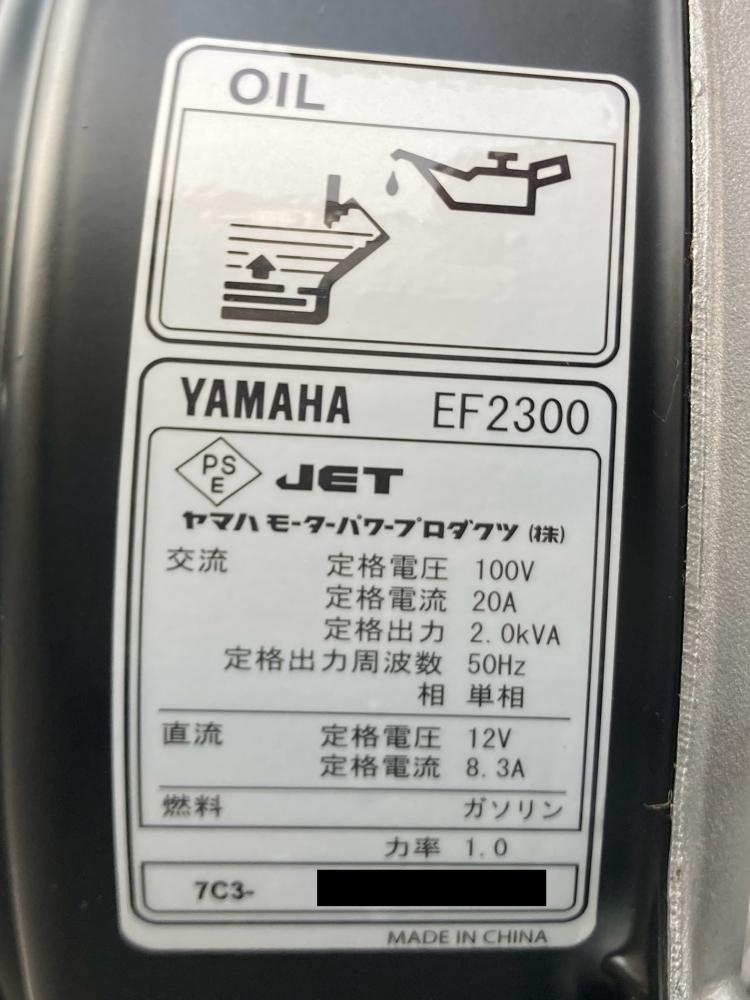 OIL
YAMAHA EF2300
PS
E
JET
ヤマハモーターパワープロダクツ(株)
交流 定格電圧 100V
定格電流 20A
定格出力 2.0kVA
定格出力周波数 50Hz
相 単相
直流 定格電圧 12V
定格電流 8.3A
燃料 ガソリン
力率 1.0
7C3-
MADE IN CHINA